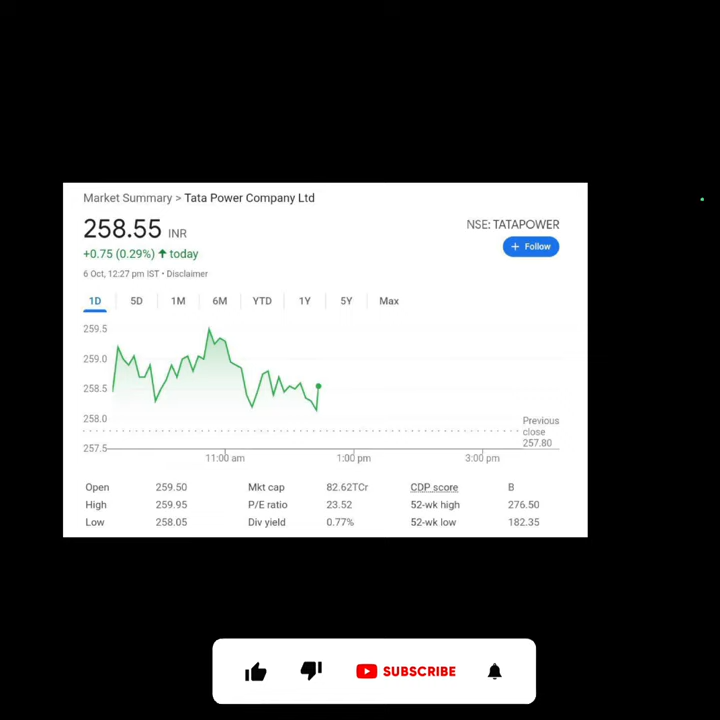 Market Summary > Tata Power Company Ltd
258.55 INR
NSE: TATAPOWER
+0.75 (0.29%) ↑ today
+ Follow
6 Oct, 12:27 pm IST • Disclaimer
1D 5D 1M 6M YTD 1Y 5Y Max
259.5
259.0
258.5
258.0
257.5
Previous
close
257.80
11:00 am 1:00 pm 3:00 pm
Open 259.50 Mkt cap 82.62TCr CDP score B
High 259.95 P/E ratio 23.52 52-wk high 276.50
Low 258.05 Div yield 0.77% 52-wk low 182.35
SUBSCRIBE